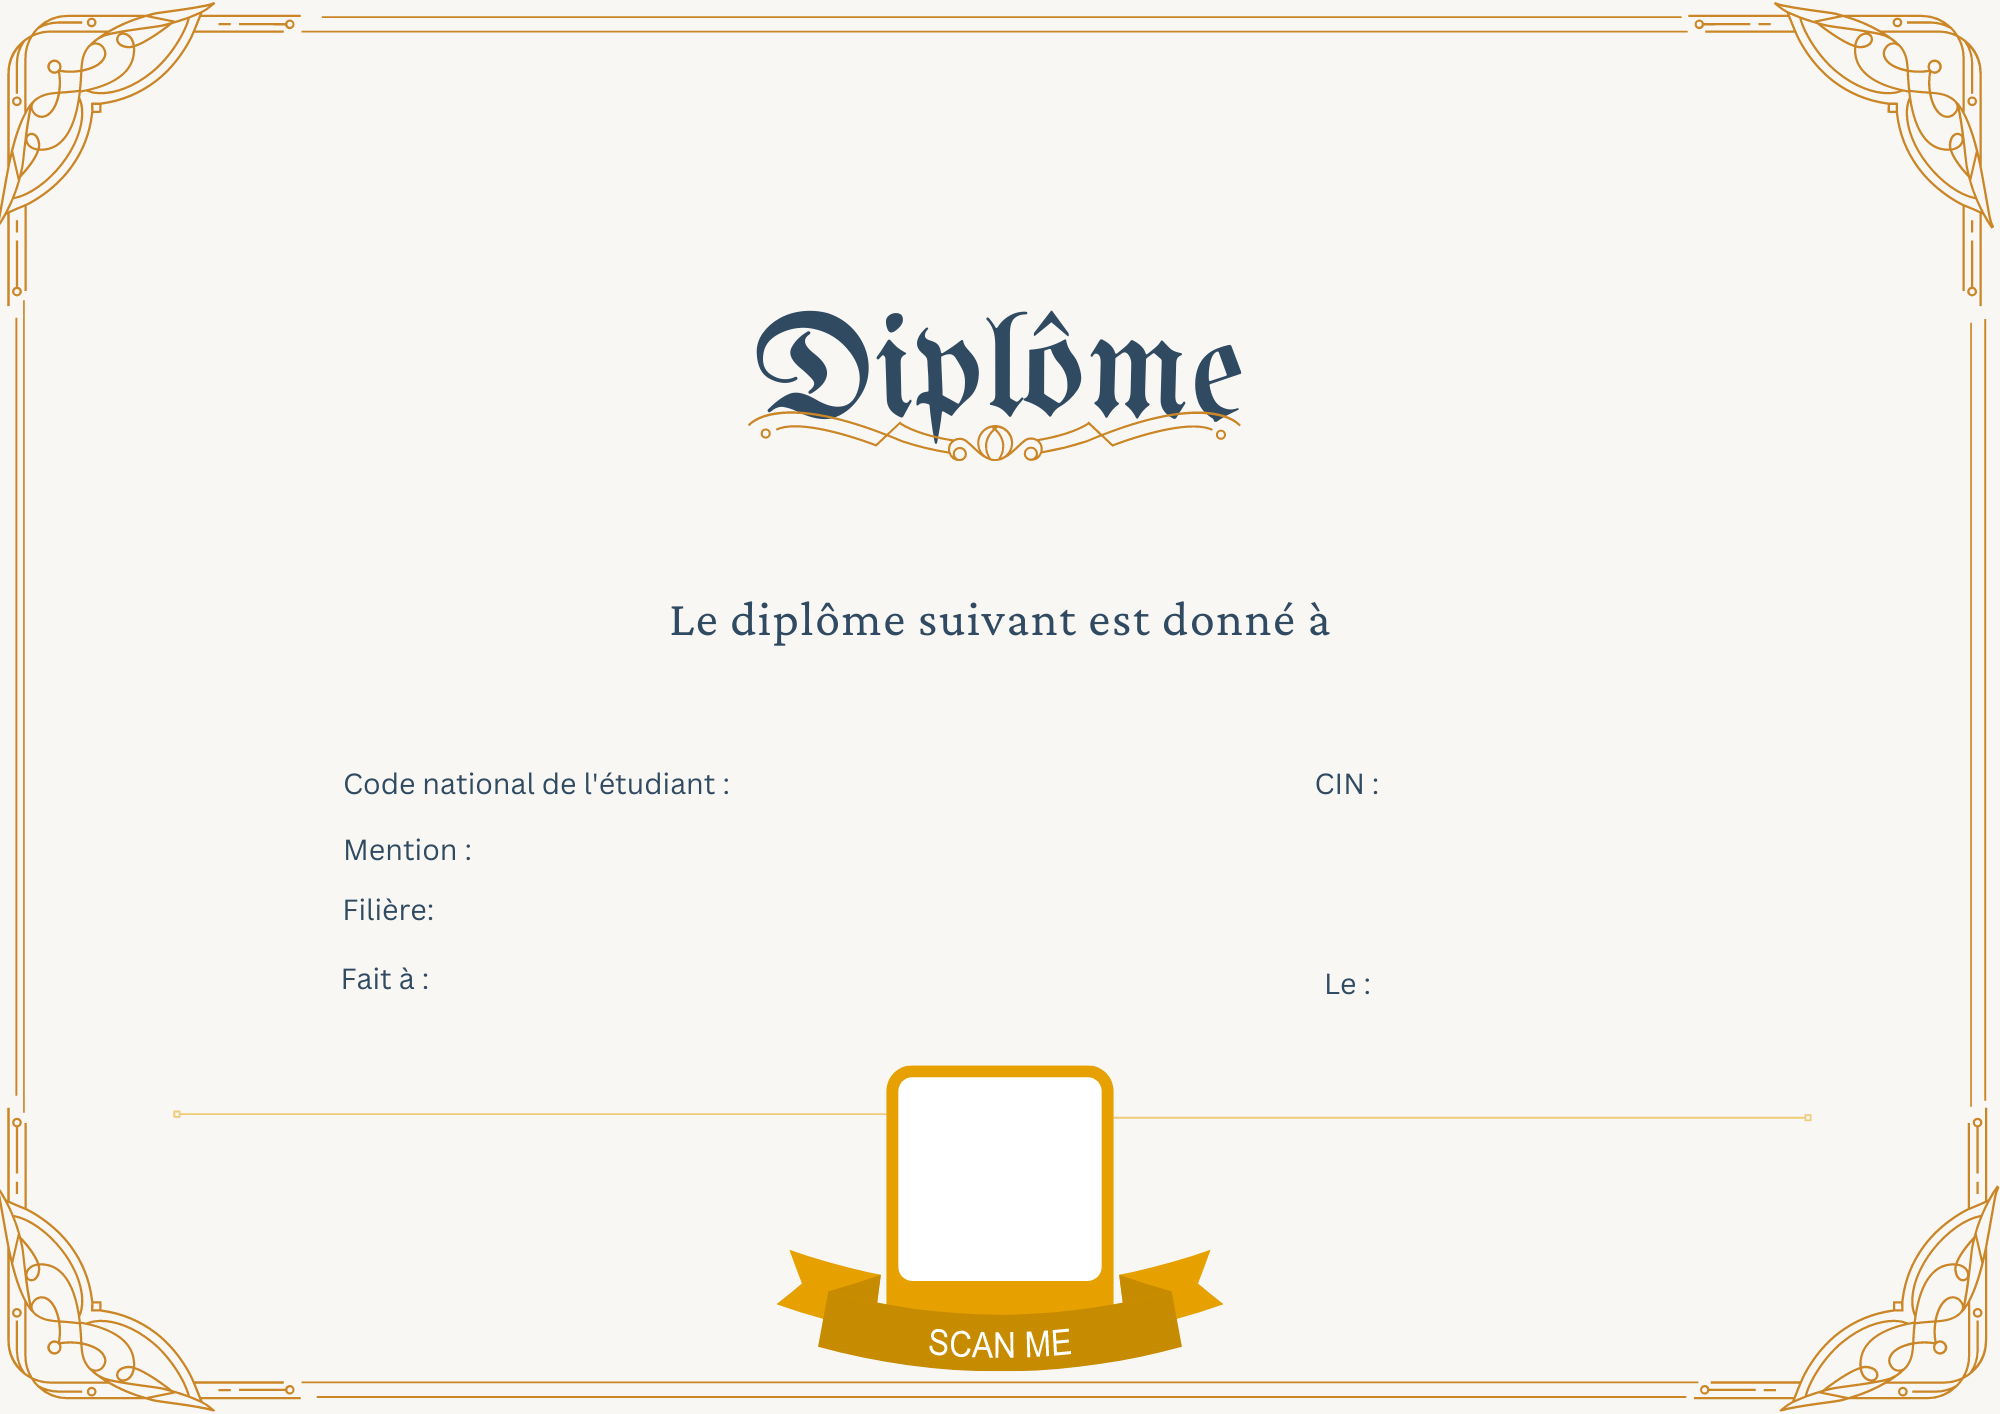 Diplôme
Le diplôme suivant est donné à
Code national de l'étudiant :
CIN :
Mention :
Filière:
Fait à :
Le :
SCAN ME